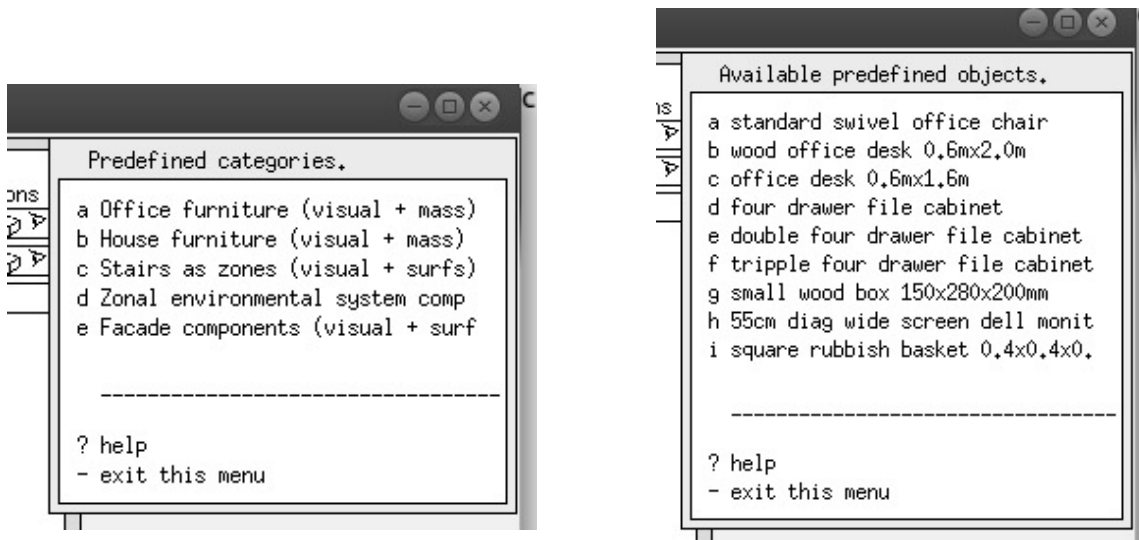 Predefined categories.
a Office furniture (visual + mass)
b House furniture (visual + mass)
c Stairs as zones (visual + surfs)
d Zonal environmental system comp
e Facade components (visual + surf
? help
- exit this menu
ons
C
Available predefined objects.
a standard swivel office chair
b wood office desk 0.6mx2.0m
c office desk 0.6mx1.6m
d four drawer file cabinet
e double four drawer file cabinet
f tripple four drawer file cabinet
g small wood box 150x280x200mm
h 55cm diag wide screen dell monit
i square rubbish basket 0.4x0.4x0.
? help
- exit this menu
ns